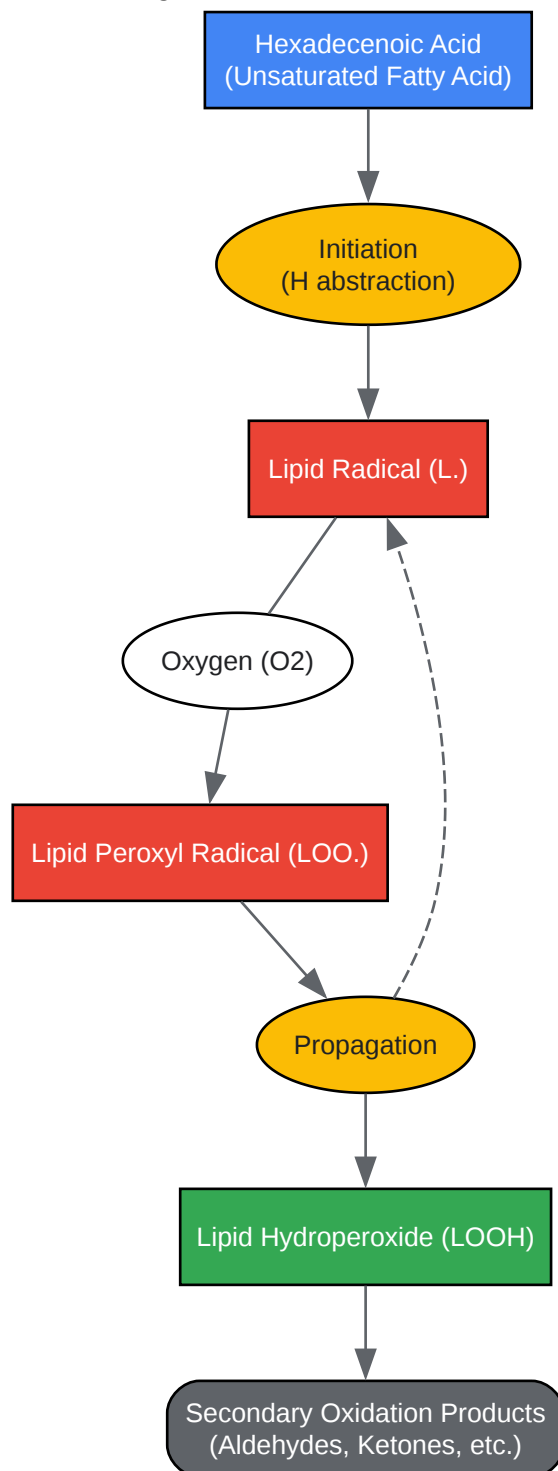 Hexadecenoic Acid
(Unsaturated Fatty Acid)
Initiation
(H abstraction)
Lipid Radical (L.)
Oxygen (O2)
Lipid Peroxyl Radical (LOO.)
Propagation
Lipid Hydroperoxide (LOOH)
Secondary Oxidation Products
(Aldehydes, Ketones, etc.)